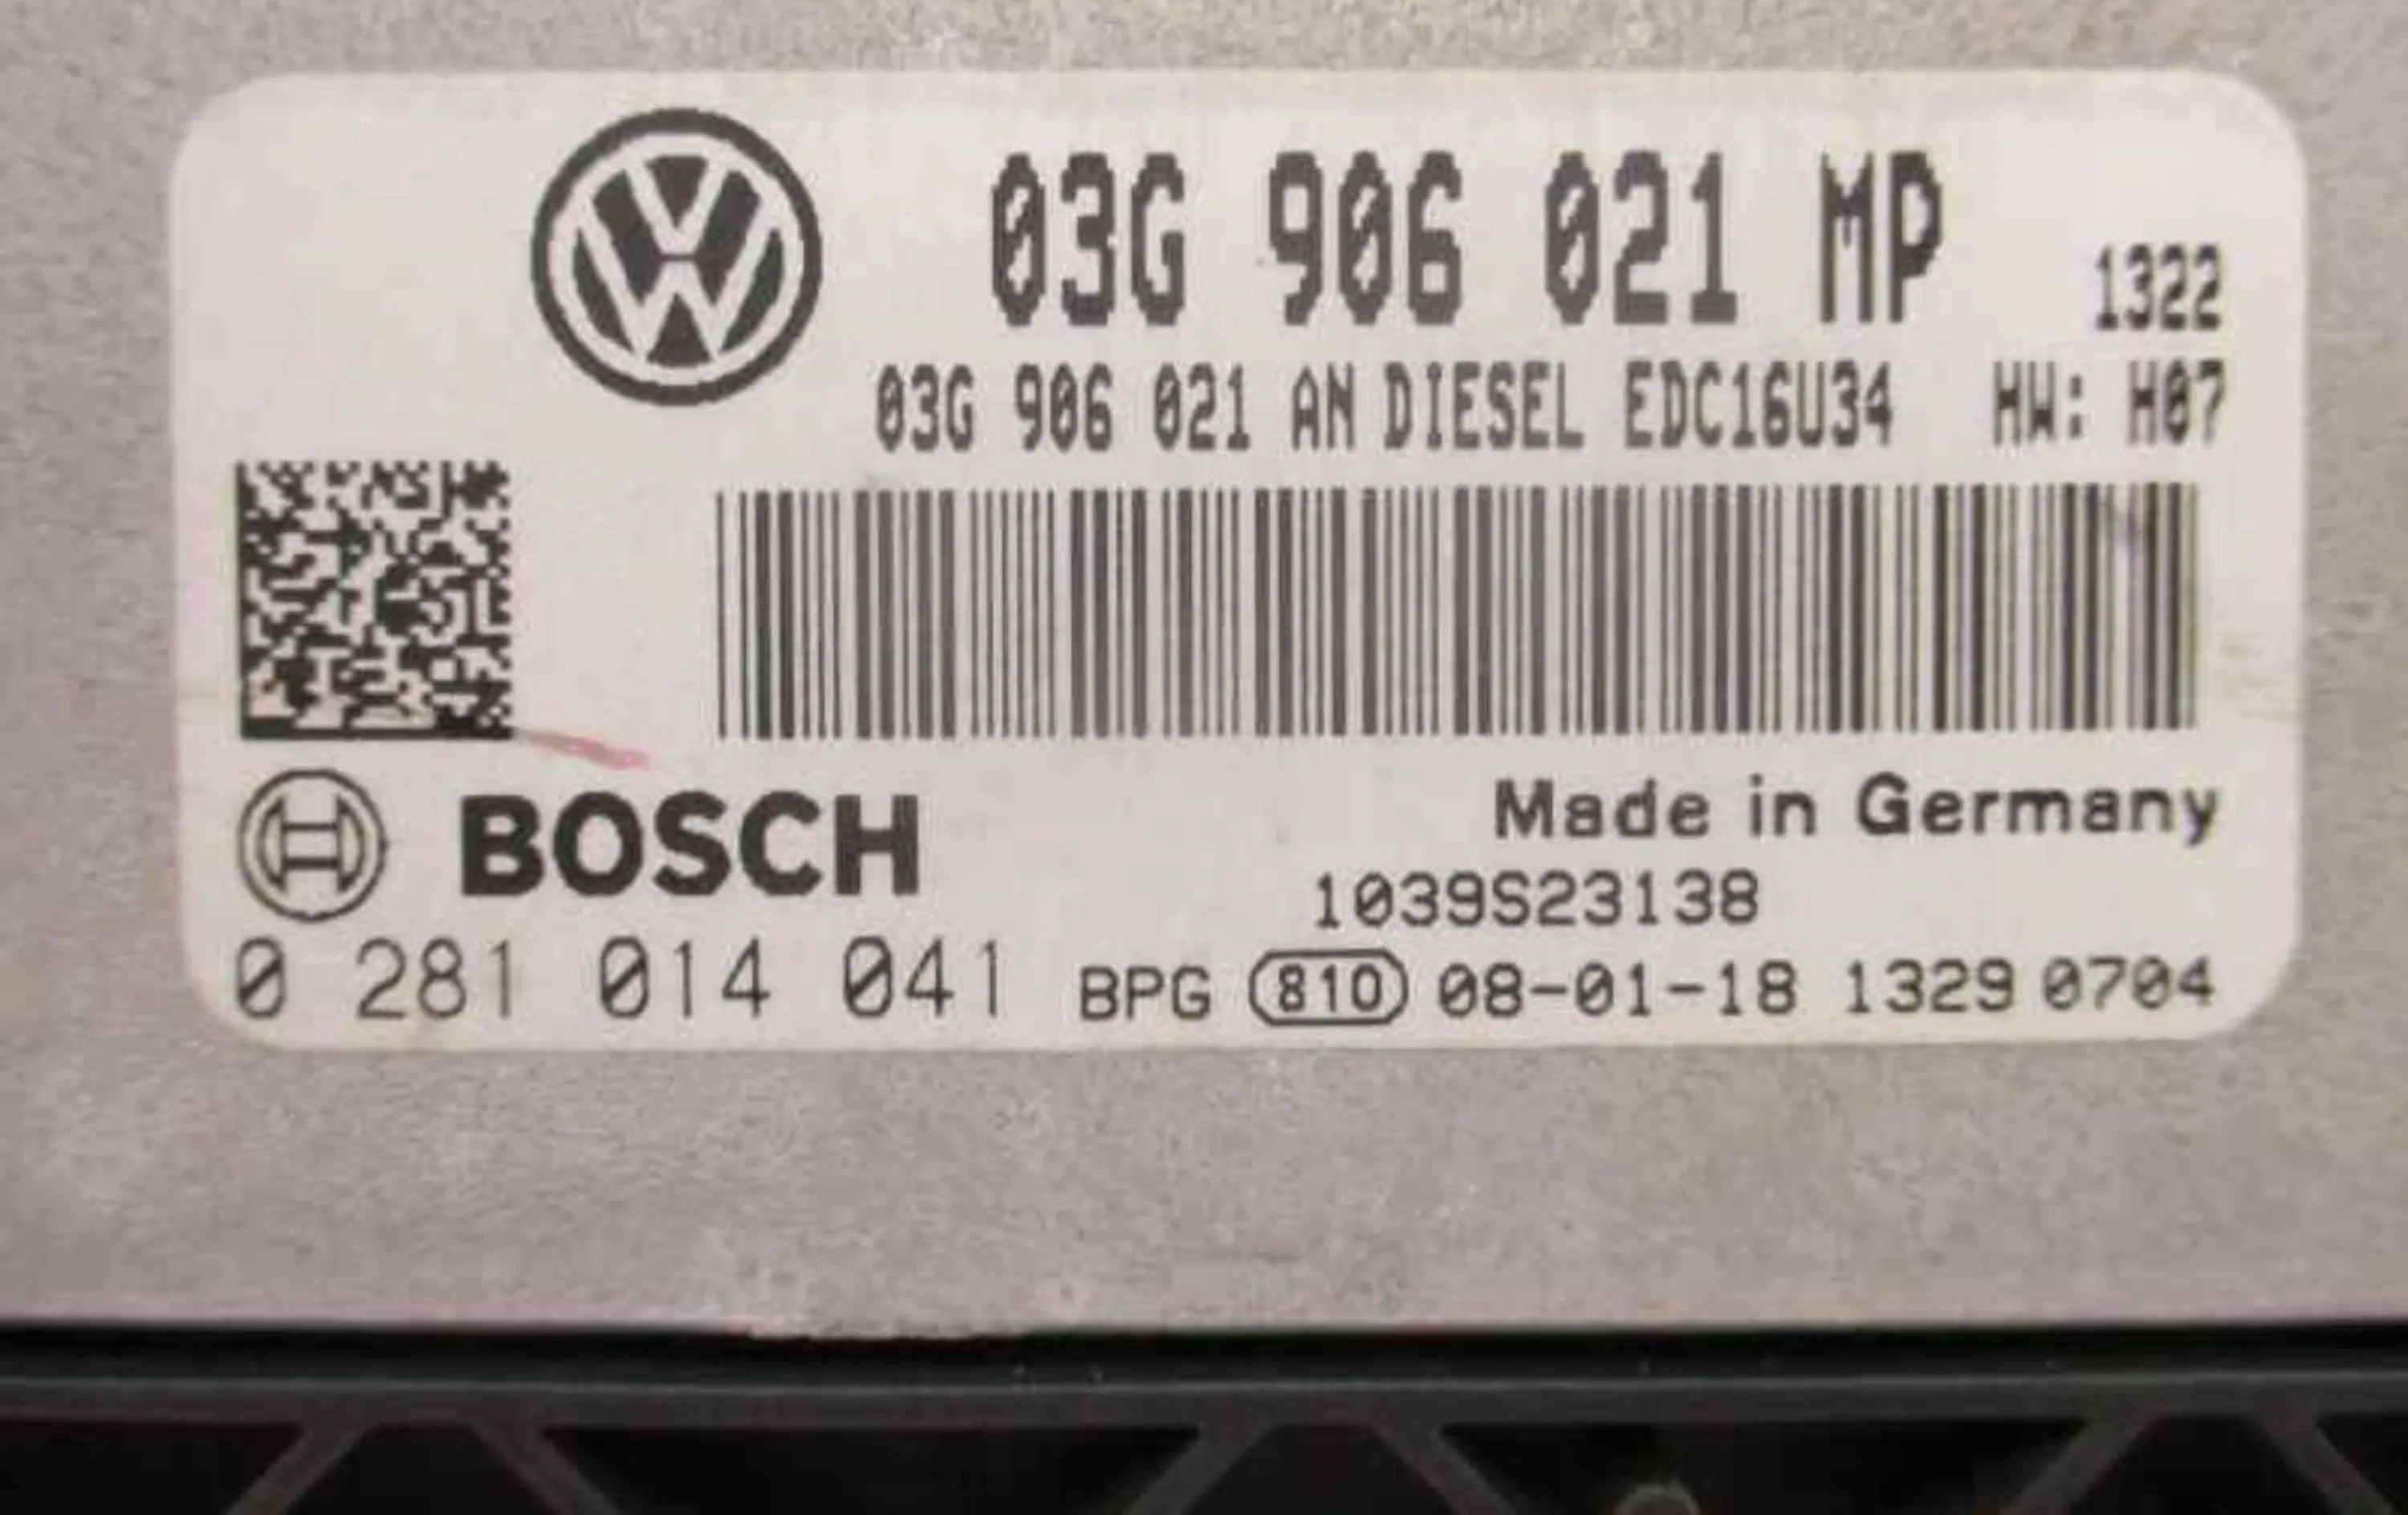 03G 906 021 MP 1322
03G 906 021 AN DIESEL EDC16U34 HW: H07
BOSCH
Made in Germany
1039S23138
0 281 014 041 BPG 810 08-01-18 1329 0704